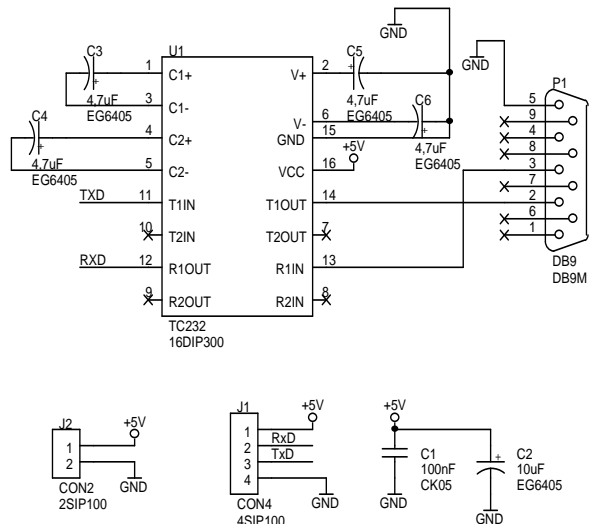 GND
GND
C3
4,7uF
EG6405
C4
4,7uF
EG6405
TXD
RXD
U1
1
C1+
3
C1-
4
C2+
5
C2-
11
T1IN
10
T2IN
12
R1OUT
9
R2OUT
V+
2
V-
6
GND
15
VCC
16
T1OUT
14
T2OUT
7
R1IN
13
R2IN
8
TC232
16DIP300
C5
4,7uF
EG6405
C6
4,7uF
EG6405
+5V
P1
5
9
4
8
3
7
2
6
1
DB9
DB9M
J2
1
2
CON2
2SIP100
+5V
GND
J1
1
2
3
4
CON4
4SIP100
+5V
RxD
TxD
GND
+5V
C1
100nF
CK05
GND
C2
10uF
EG6405
GND